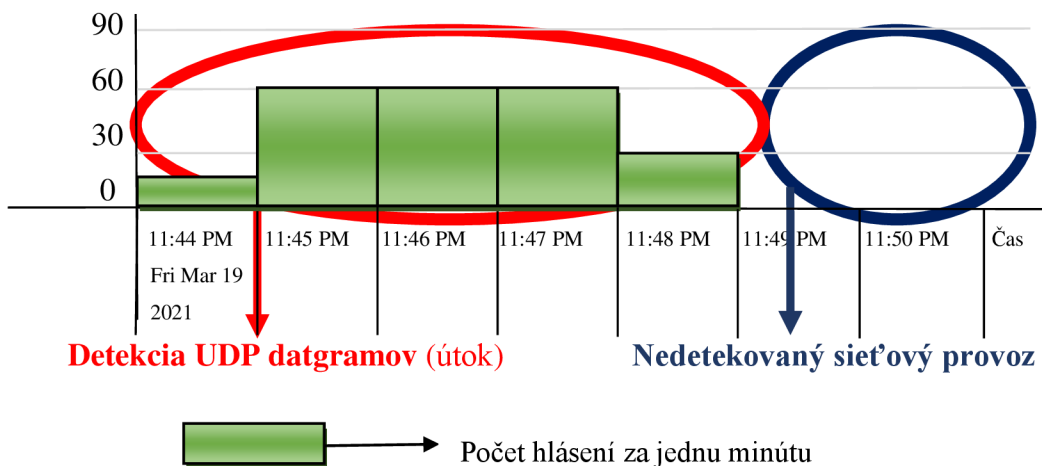 90
60
30
0
11:44 PM 11:45 PM 11:46 PM 11:47 PM 11:48 PM 11:49 PM 11:50 PM Čas
Fri Mar 19
2021
Detekcia UDP datgramov (útok)
Nedetekovaný sieťový provoz
Počet hlásení za jednu minútu